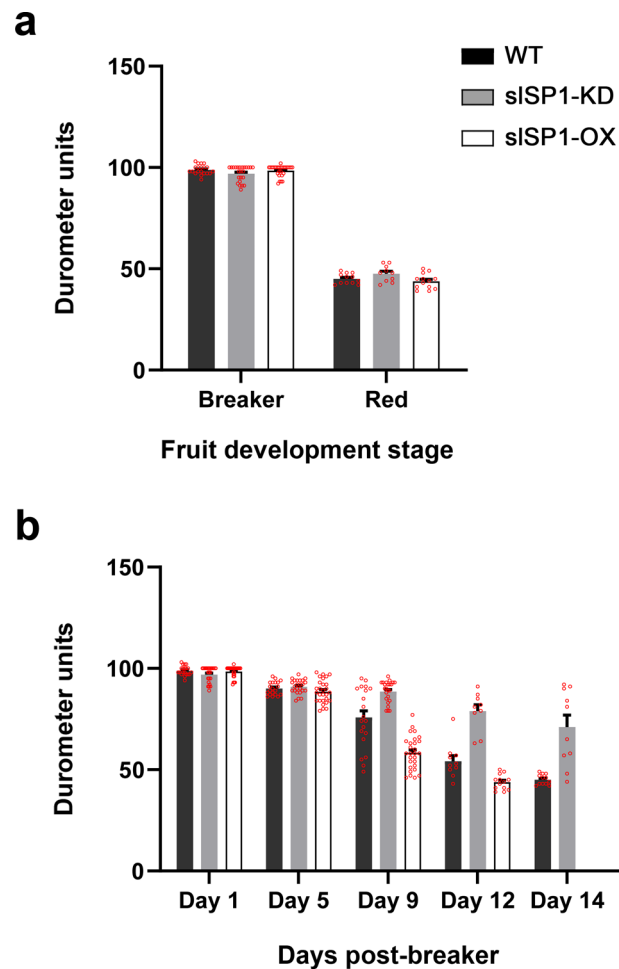 a
WT
slSP1-KD
slSP1-OX
Durometer units
150
100
50
0
Breaker
Red
Fruit development stage
b
Durometer units
150
100
50
0
Day 1
Day 5
Day 9
Day 12
Day 14
Days post-breaker